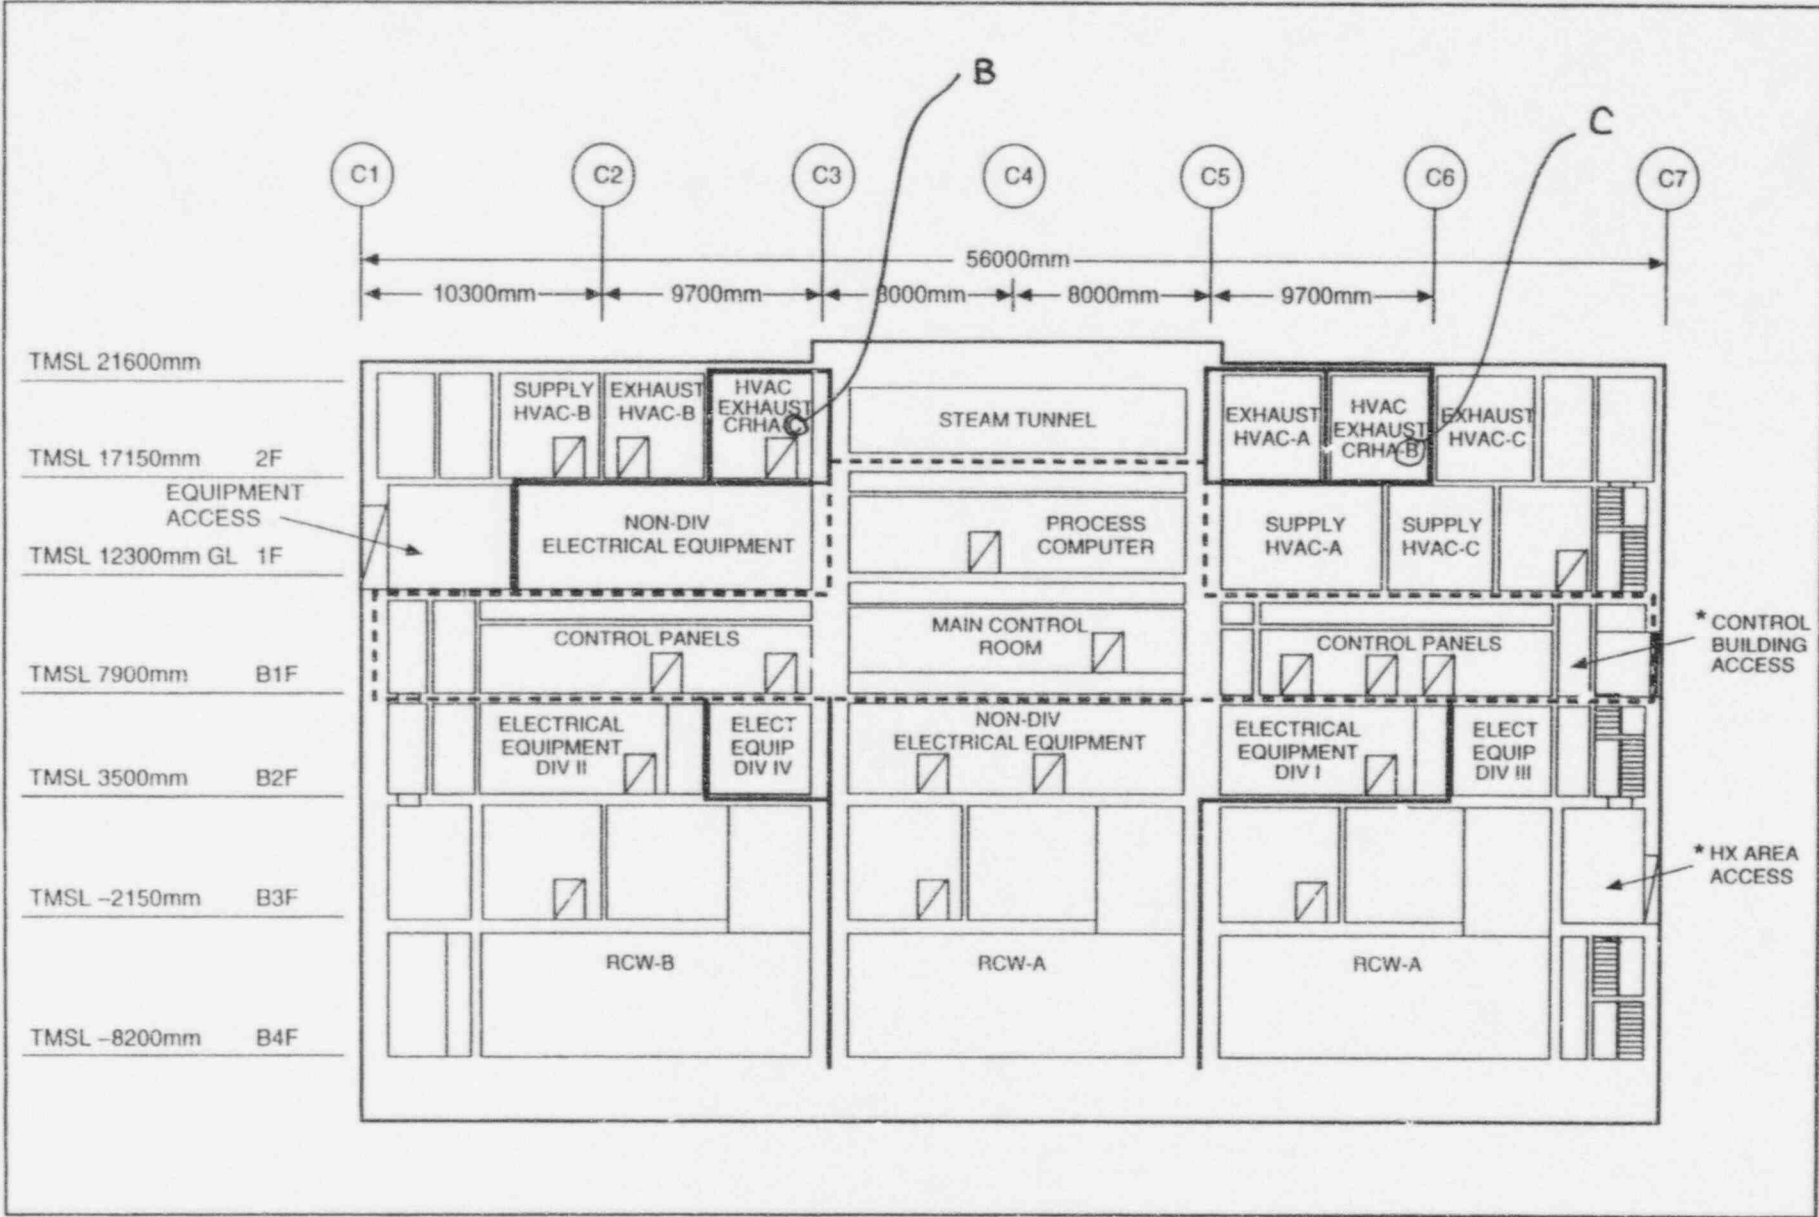 B
C
C1 C2 C3 C4 C5 C6 C7
56000mm
10300mm 9700mm 8000mm 8000mm 9700mm
TMSL 21600mm
SUPPLY
HVAC-B
EXHAUST
HVAC-B
HVAC
EXHAUST
CRHA-
STEAM TUNNEL
EXHAUST
HVAC-A
HVAC
EXHAUST
CRHA-B
EXHAUST
HVAC-C
TMSL 17150mm 2F
EQUIPMENT
ACCESS
NON-DIV
ELECTRICAL EQUIPMENT
PROCESS
COMPUTER
SUPPLY
HVAC-A
SUPPLY
HVAC-C
TMSL 12300mm GL 1F
CONTROL PANELS
MAIN CONTROL
ROOM
CONTROL PANELS
* CONTROL
BUILDING
ACCESS
TMSL 7900mm B1F
ELECTRICAL
EQUIPMENT
DIV II
ELECT
EQUIP
DIV IV
NON-DIV
ELECTRICAL EQUIPMENT
ELECTRICAL
EQUIPMENT
DIV I
ELECT
EQUIP
DIV III
TMSL 3500mm B2F
* HX AREA
ACCESS
TMSL -2150mm B3F
RCW-B
RCW-A
RCW-A
TMSL -8200mm B4F